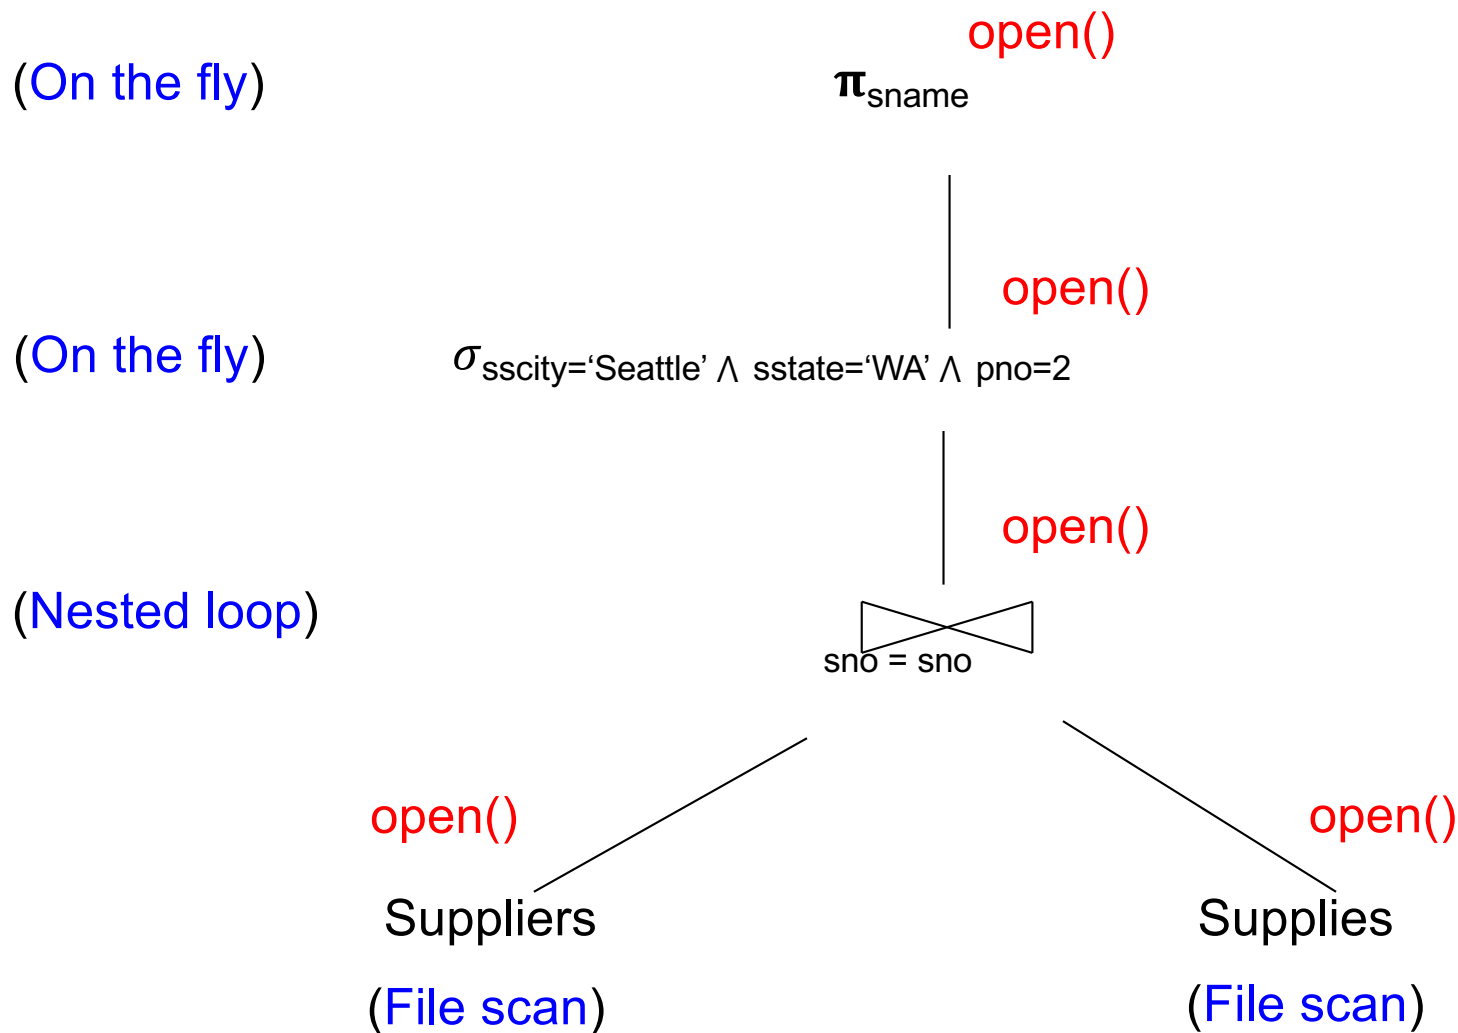 open()
(On the fly)
πsname
open()
(On the fly)
σsscity=‘Seattle’ ∧ sstate=‘WA’ ∧ pno=2
open()
(Nested loop)
sno = sno
open()
open()
Suppliers
Supplies
(File scan)
(File scan)